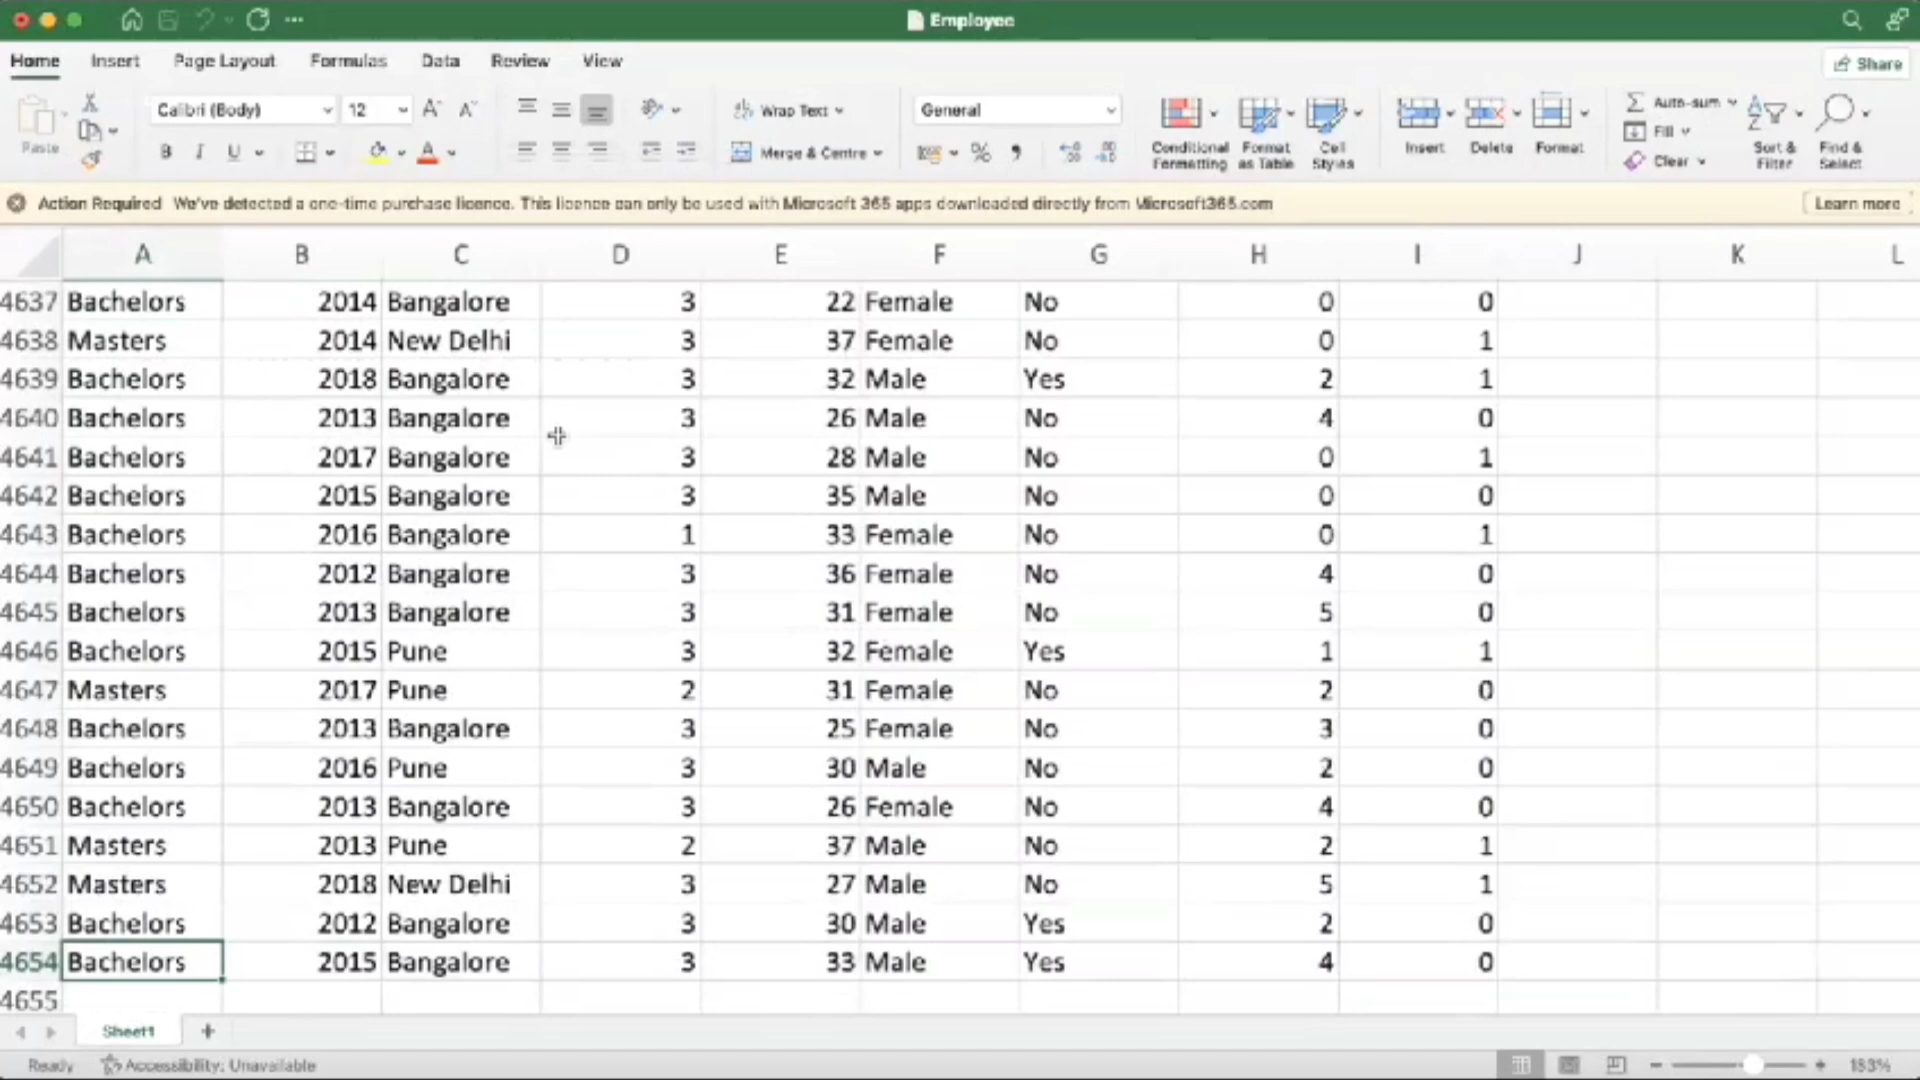 Employee
Home Insert Page Layout Formulas Data Review View Share
Paste Calibri (Body) 12 A A Wrap Text General Conditional Formatting Format as Table Cell Styles Insert Delete Format Auto-sum Fill Clear Sort & Filter Find & Select
B I U A Merge & Centre % 9
Action Required We've detected a one-time purchase licence. This licence can only be used with Microsoft 365 apps downloaded directly from Microsoft365.com Learn more
A B C D E F G H I J K L
4637 Bachelors 2014 Bangalore 3 22 Female No 0 0
4638 Masters 2014 New Delhi 3 37 Female No 0 1
4639 Bachelors 2018 Bangalore 3 32 Male Yes 2 1
4640 Bachelors 2013 Bangalore 3 26 Male No 4 0
4641 Bachelors 2017 Bangalore 3 28 Male No 0 1
4642 Bachelors 2015 Bangalore 3 35 Male No 0 0
4643 Bachelors 2016 Bangalore 1 33 Female No 0 1
4644 Bachelors 2012 Bangalore 3 36 Female No 4 0
4645 Bachelors 2013 Bangalore 3 31 Female No 5 0
4646 Bachelors 2015 Pune 3 32 Female Yes 1 1
4647 Masters 2017 Pune 2 31 Female No 2 0
4648 Bachelors 2013 Bangalore 3 25 Female No 3 0
4649 Bachelors 2016 Pune 3 30 Male No 2 0
4650 Bachelors 2013 Bangalore 3 26 Female No 4 0
4651 Masters 2013 Pune 2 37 Male No 2 1
4652 Masters 2018 New Delhi 3 27 Male No 5 1
4653 Bachelors 2012 Bangalore 3 30 Male Yes 2 0
4654 Bachelors 2015 Bangalore 3 33 Male Yes 4 0
4655
Sheet1 +
Ready Accessibility: Unavailable 183%